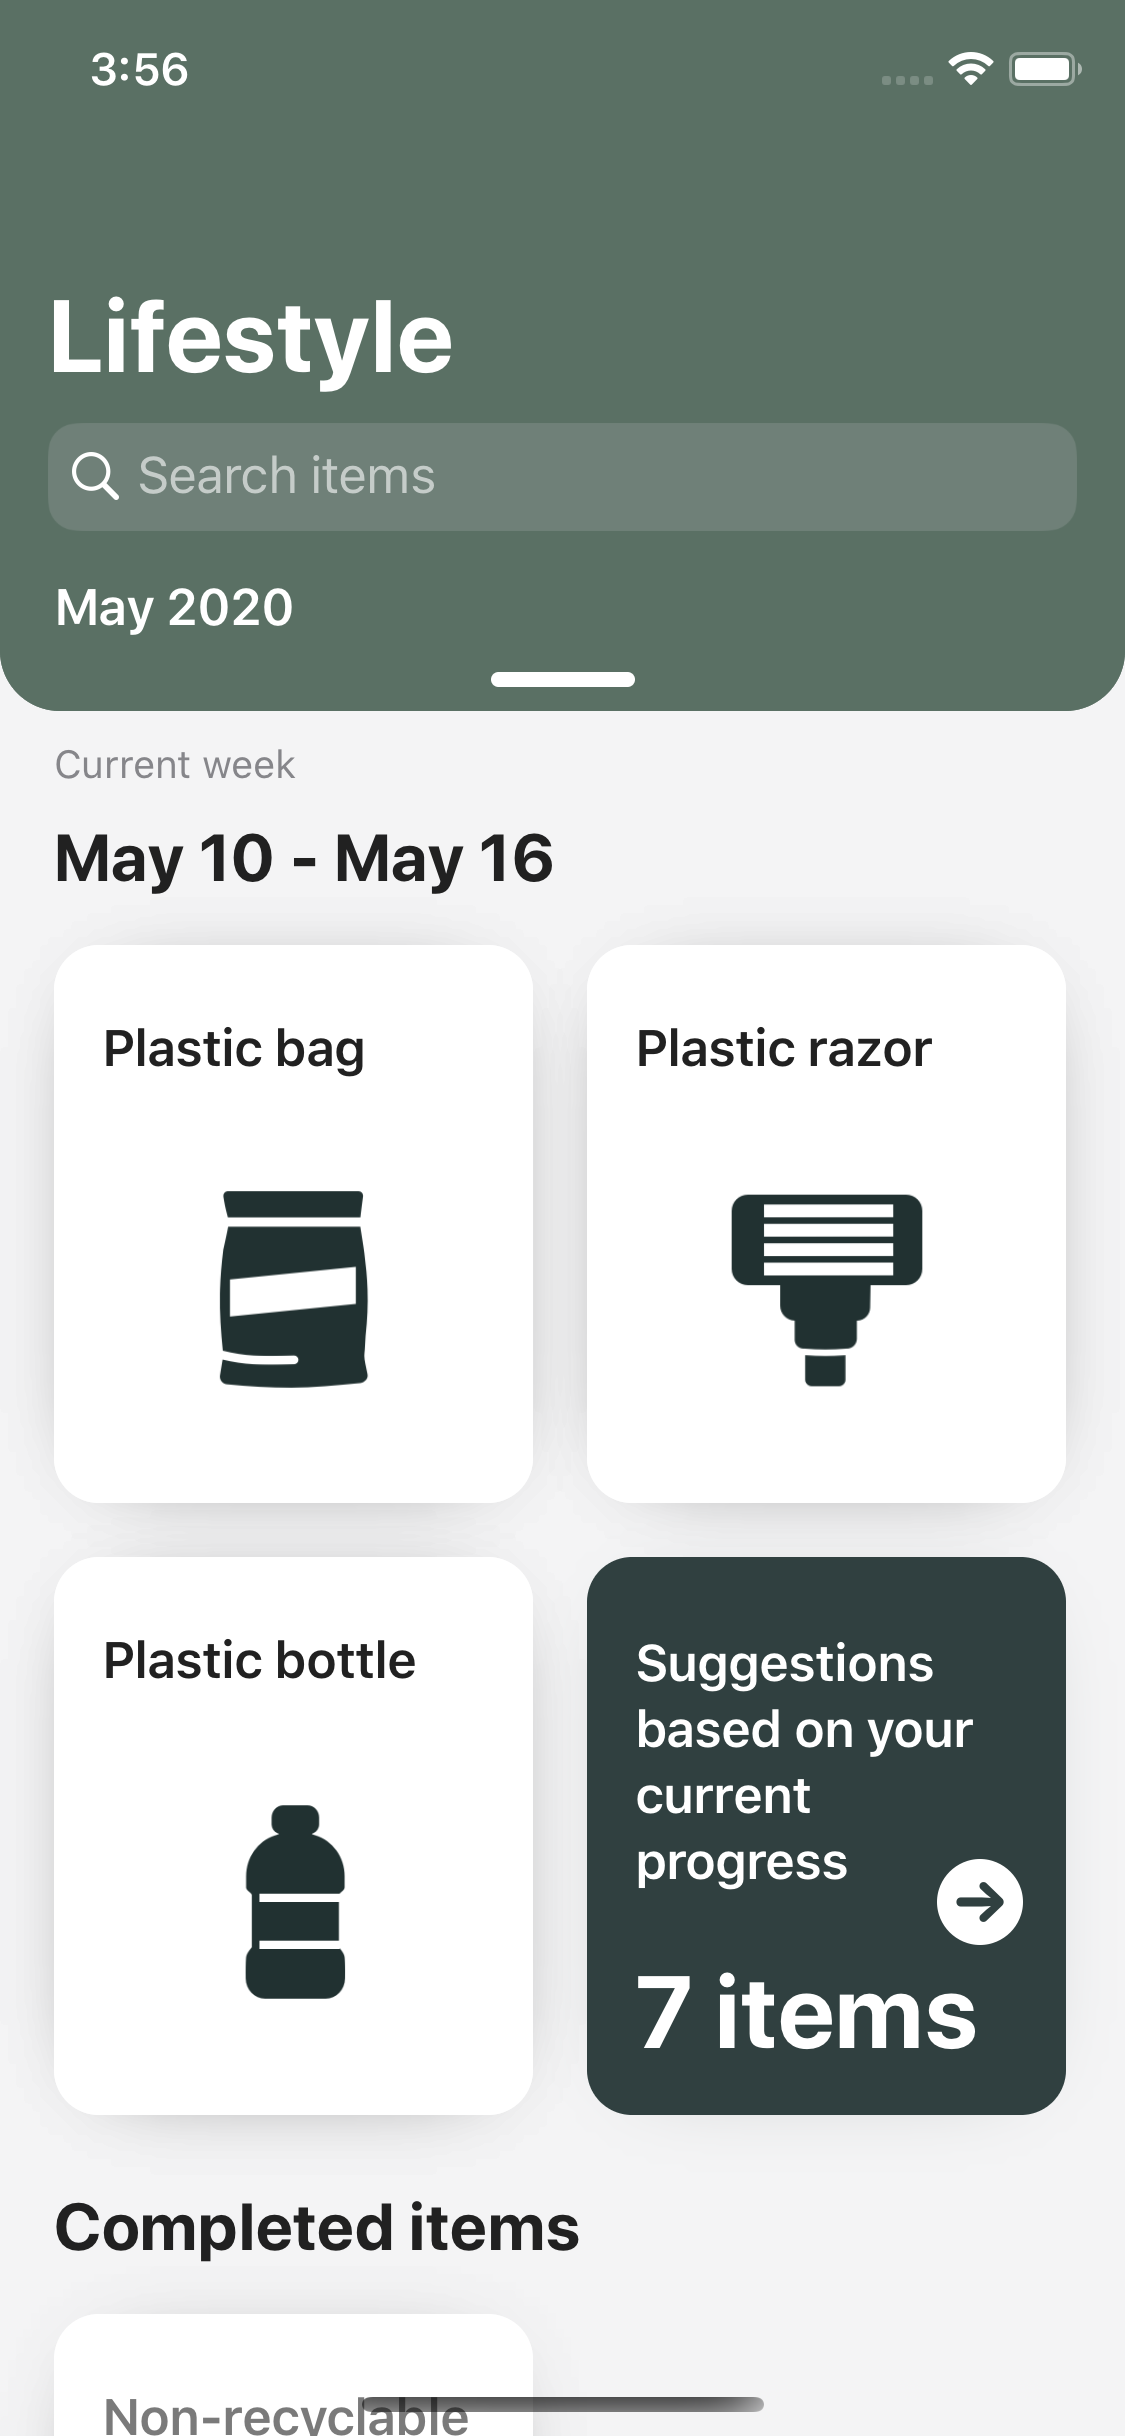 3:56
Lifestyle
Search items
May 2020
Current week
May 10 - May 16
Plastic bag
Plastic razor
Plastic bottle
Suggestions
based on your
current
progress
7 items
Completed items
Non-recyclable